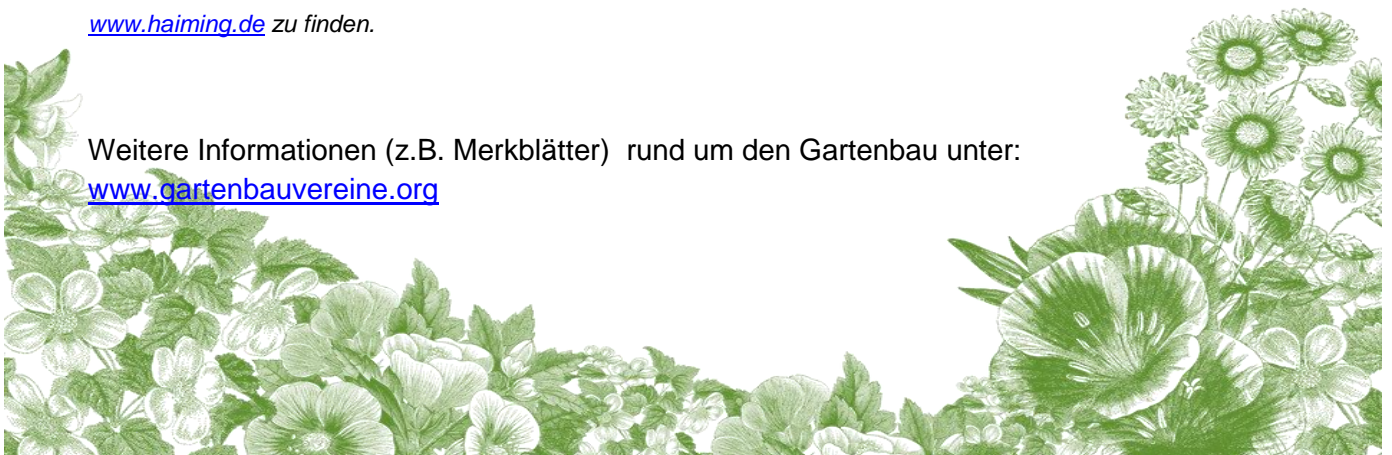 www.haiming.de zu finden.
Weitere Informationen (z.B. Merkblätter)  rund um den Gartenbau unter:
www.gartenbauvereine.org